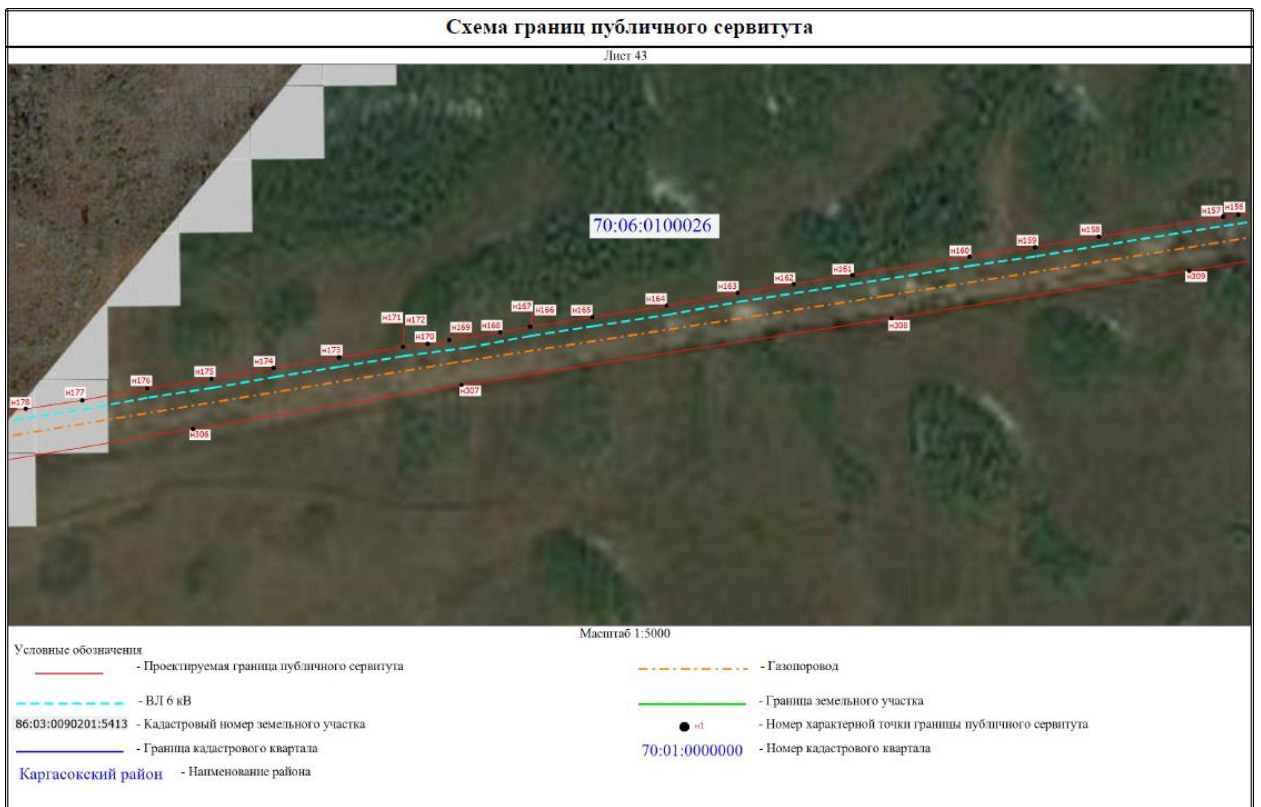 Схема границ публичного сервитута
Лист 43
70:06:0100026
н157 н156
н158
н159
н160
н161
н162
н163
н164
н165
н167
н166
н168
н169
н171
н172
н170
н173
н174
н175
н176
н177
н178
н309
н308
н307
н306
Масштаб 1:5000
Условные обозначения
- Проектируемая граница публичного сервитута
- Газопоровод
- ВЛ 6 кВ
- Граница земельного участка
86:03:0090201:5413 - Кадастровый номер земельного участка
н1 - Номер характерной точки границы публичного сервитута
- Граница кадастрового квартала
70:01:0000000 - Номер кадастрового квартала
Каргасокский район - Наименование района